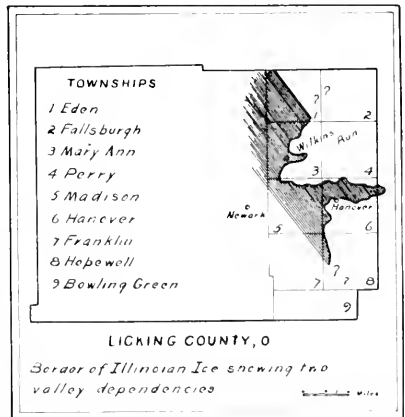 TOWNSHIPS
1 Eden
2 Fallsburgh
3 Mary Ann
4 Perry
5 Madison
6 Hanover
7 Franklin
8 Hopewell
9 Bowling Green
? ?
1 2
Wilkins Run
3 4
Newark
Hanover
5 6
?
7 ? 8
9
LICKING COUNTY, O
Border of Illinoian Ice showing two
valley dependencies
Miles